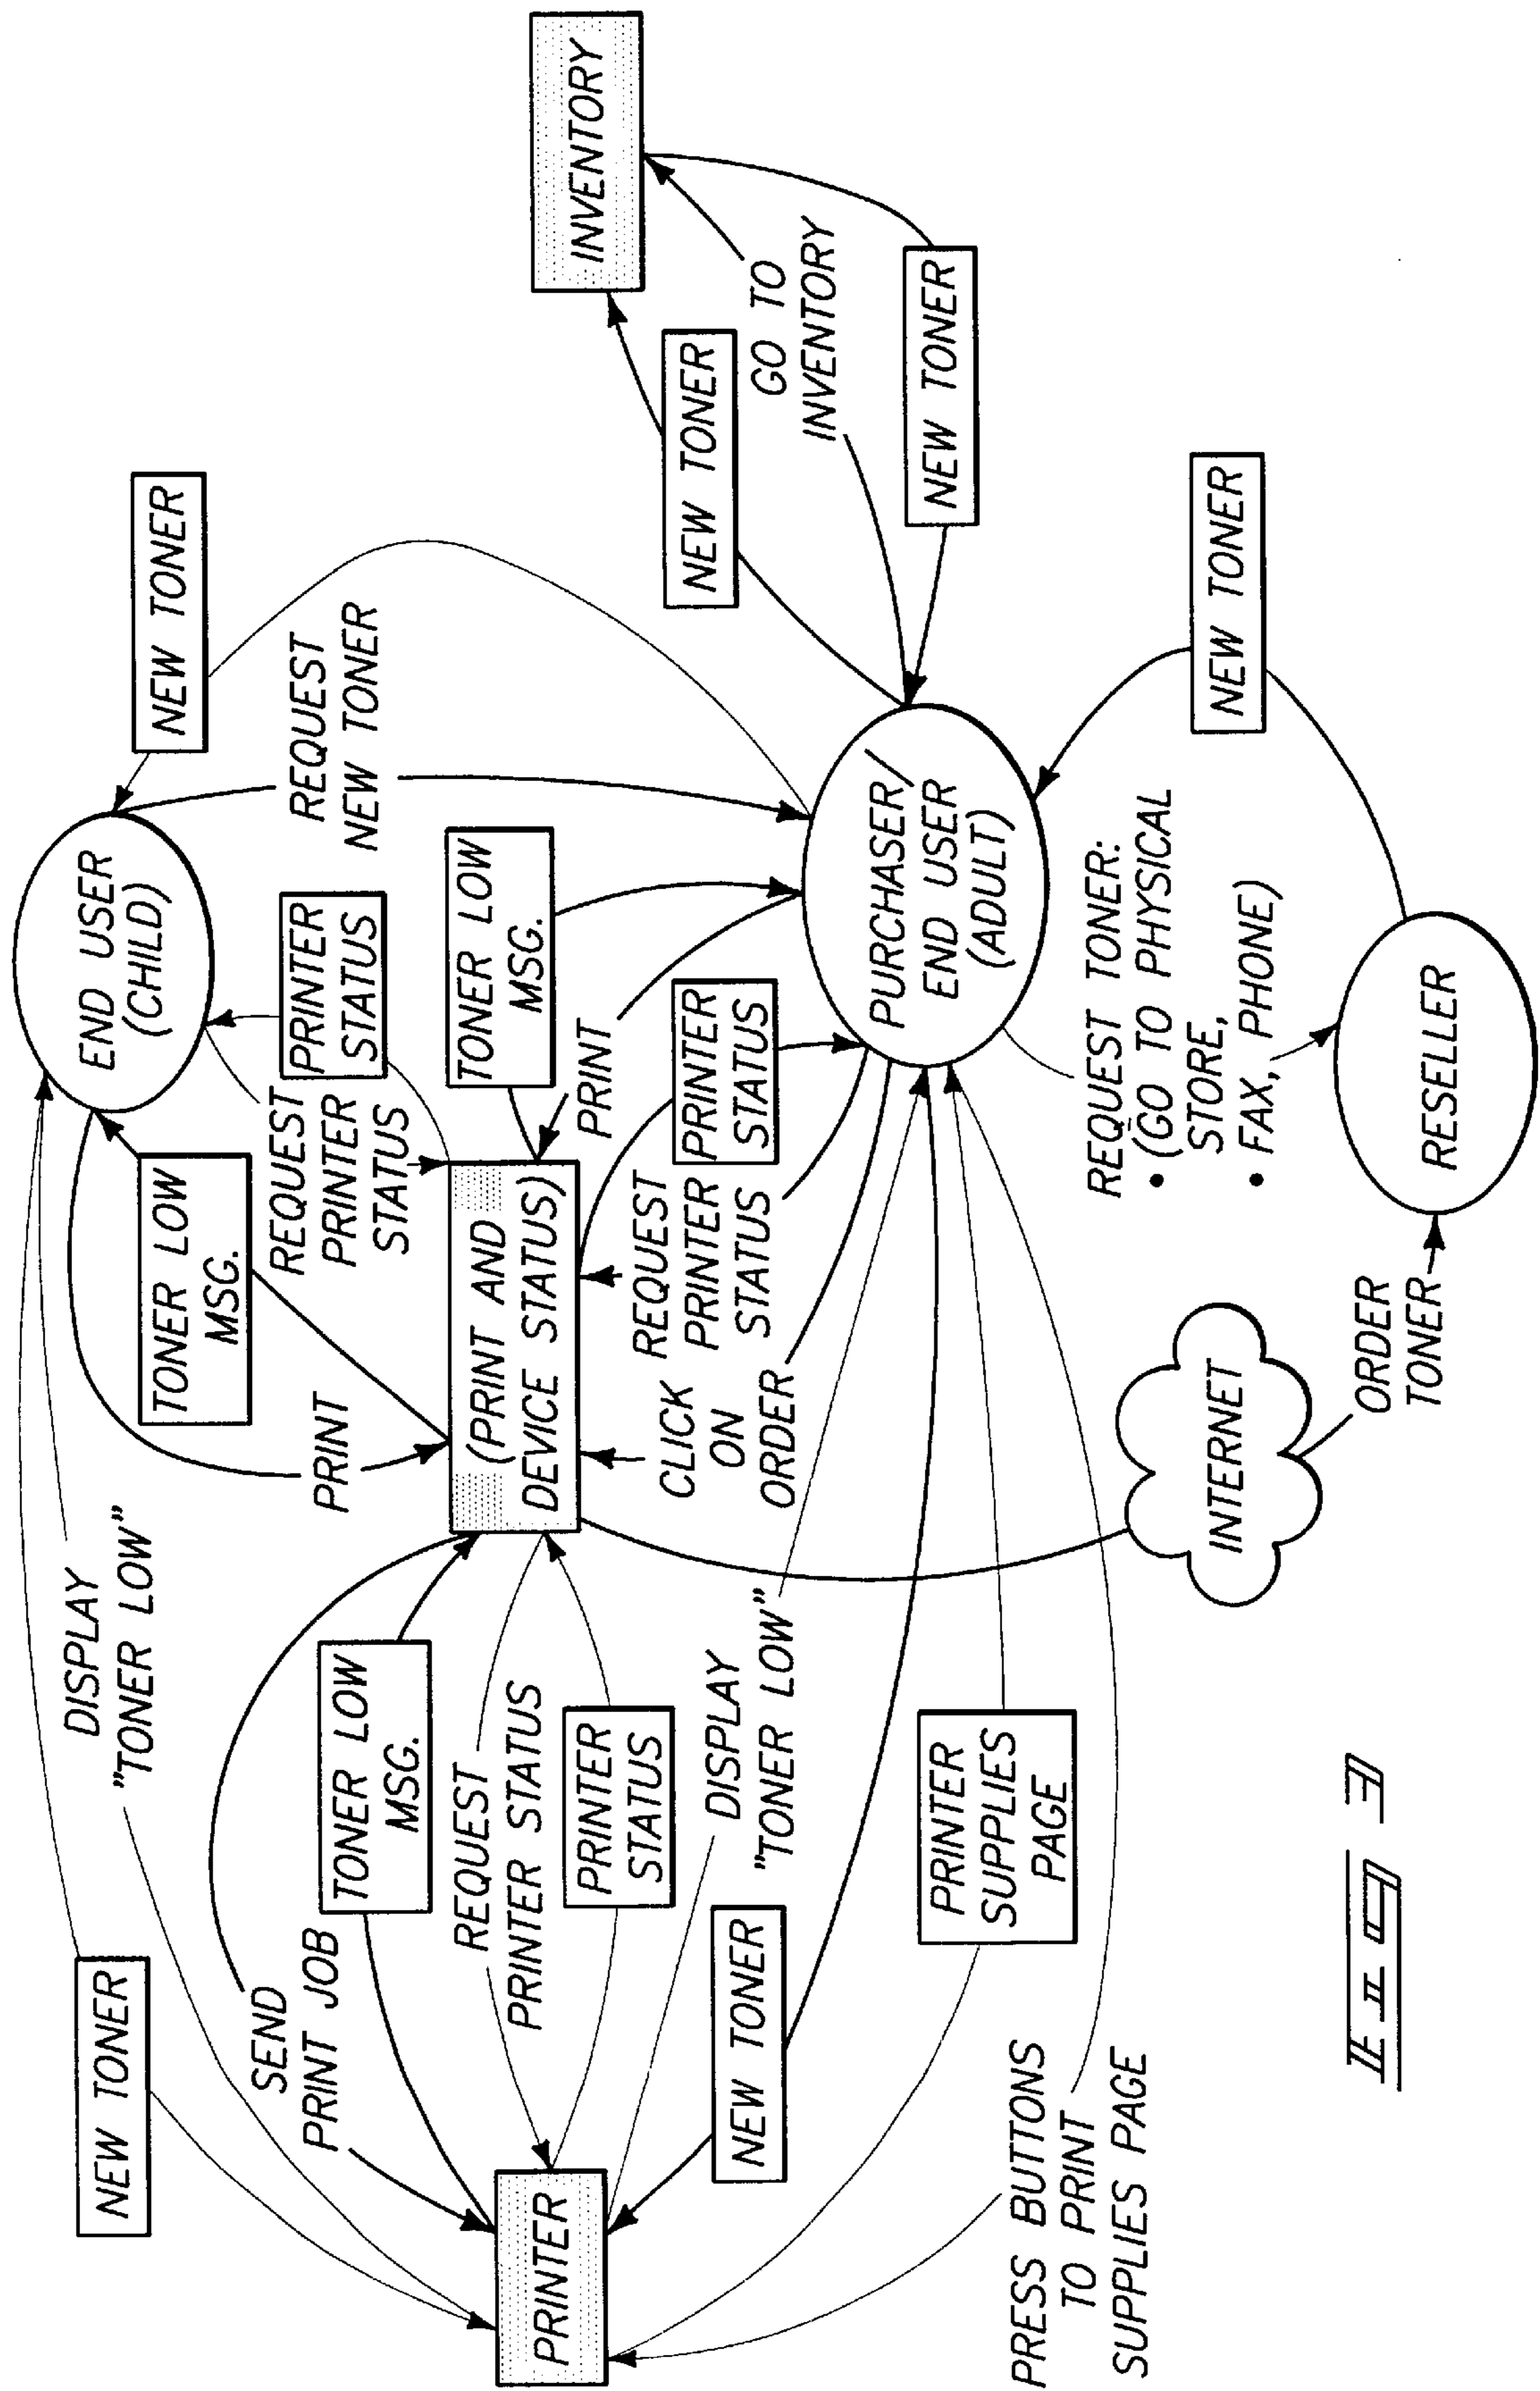 NEW TONER
DISPLAY
"TONER LOW"
END USER
(CHILD)
NEW TONER
SEND
PRINT JOB
PRINT
TONER LOW
MSG.
REQUEST
PRINTER
STATUS
PRINTER
STATUS
REQUEST
NEW TONER
TONER LOW
MSG.
REQUEST
PRINTER STATUS
PRINTER
STATUS
PRINTER
(PRINT AND
DEVICE STATUS)
TONER LOW
MSG.
PRINT
INVENTORY
NEW TONER
DISPLAY
"TONER LOW"
CLICK
ON
ORDER
REQUEST
PRINTER
STATUS
PRINTER
STATUS
NEW TONER
GO TO
INVENTORY
PURCHASER/
END USER
(ADULT)
NEW TONER
PRINTER
SUPPLIES
PAGE
PRESS BUTTONS
TO PRINT
SUPPLIES PAGE
INTERNET
REQUEST TONER:
• (GO TO PHYSICAL
STORE,
• FAX, PHONE)
NEW TONER
ORDER
TONER
RESELLER
FIG 3